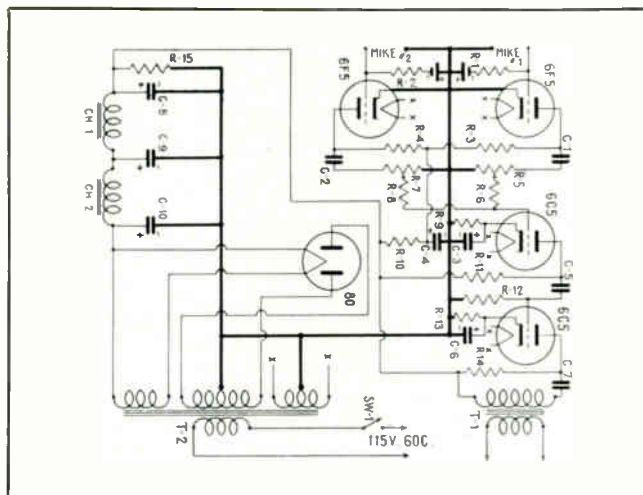 MIKE #2
MIKE #1
R-15
R-1
R-2
6F5
6F5
C-8
CH 1
C-9
CH 2
C-10
R-4
R-3
C-1
C-2
R-7
R-8
R-5
R-6
80
R-9
C-3
C-4
R-10
R-11
6C5
C-5
R-12
R-13
C-6
6C5
R14
C-7
X
X
SW-1
115V 60C
T-2
T-1